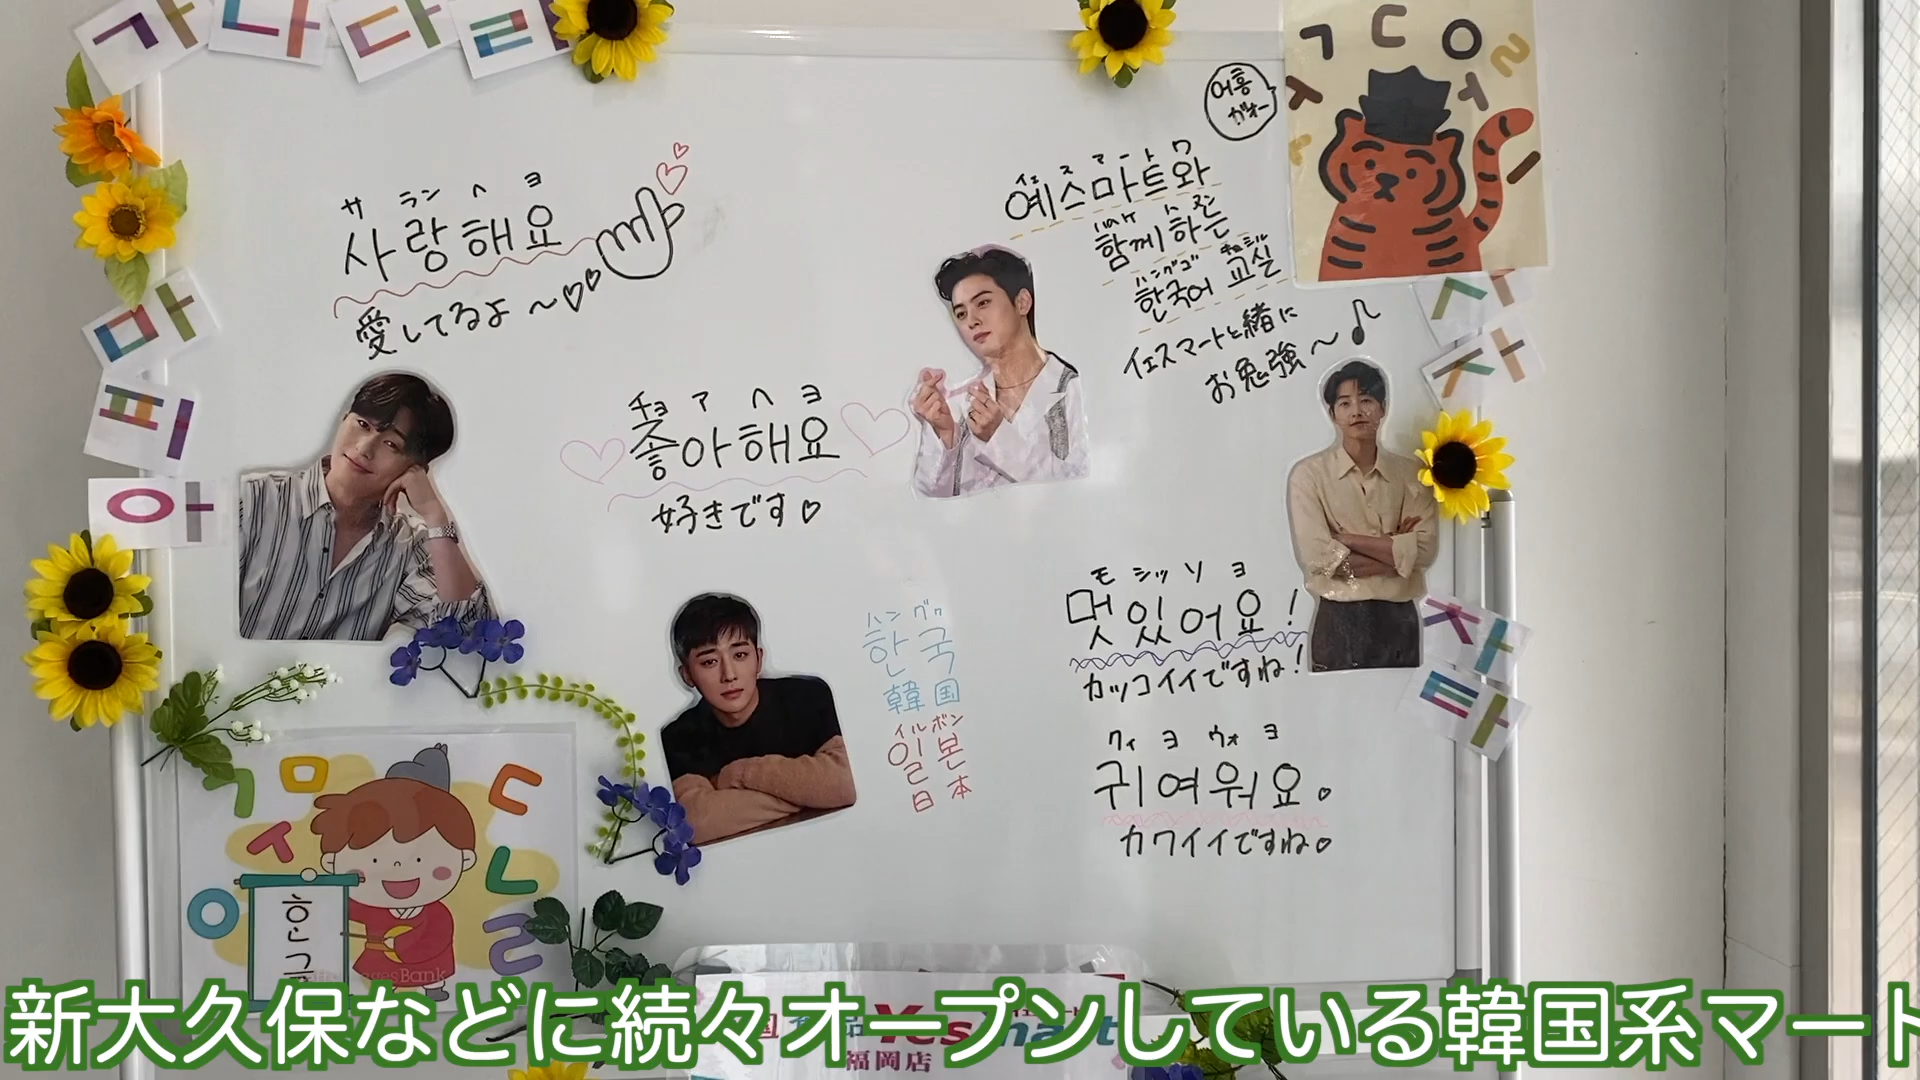 가 나 다 라
ㄱ ㄷ ㅇ ㄹ
어흥
ガオー
サ ラン ヘ ヨ
사랑해요
愛してるよ～♡♡
イェ ス マ ー ト ワ
예스마트와
ハムケ ハ ヌン
함께 하는
ハングゴ キョシル
한국어 교실
イェスマートと一緒に
お勉強～♪
마
바
아
사
자
차
타
チョ ア ヘ ヨ
좋아해요
好きです♡
ハン グク
한국
韓国
イル ボン
일본
日本
モ シッ ソ ヨ
멋있어요!
カッコイイですね!
クィ ヨ ウォ ヨ
귀여워요♡
カワイイですね♡
ㄱ ㅁ ㄷ
ㅅ ㄴ
ㅇ ㄹ
한글
Yes mart
福岡店
新大久保などに続々オープンしている韓国系マート